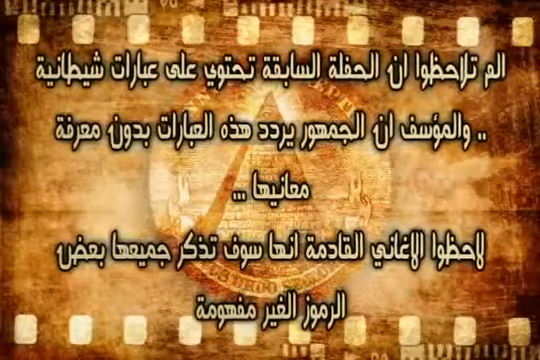 الم تلاحظوا ان الحفلة السابقة تحتوي على عبارات شيطانية
.. والمؤسف ان الجمهور يردد هذه العبارات بدون معرفة
معانيها ...
لاحظوا الاغاني القادمة انها سوف تذكر جميعها بعض
الرموز الغير مفهومة